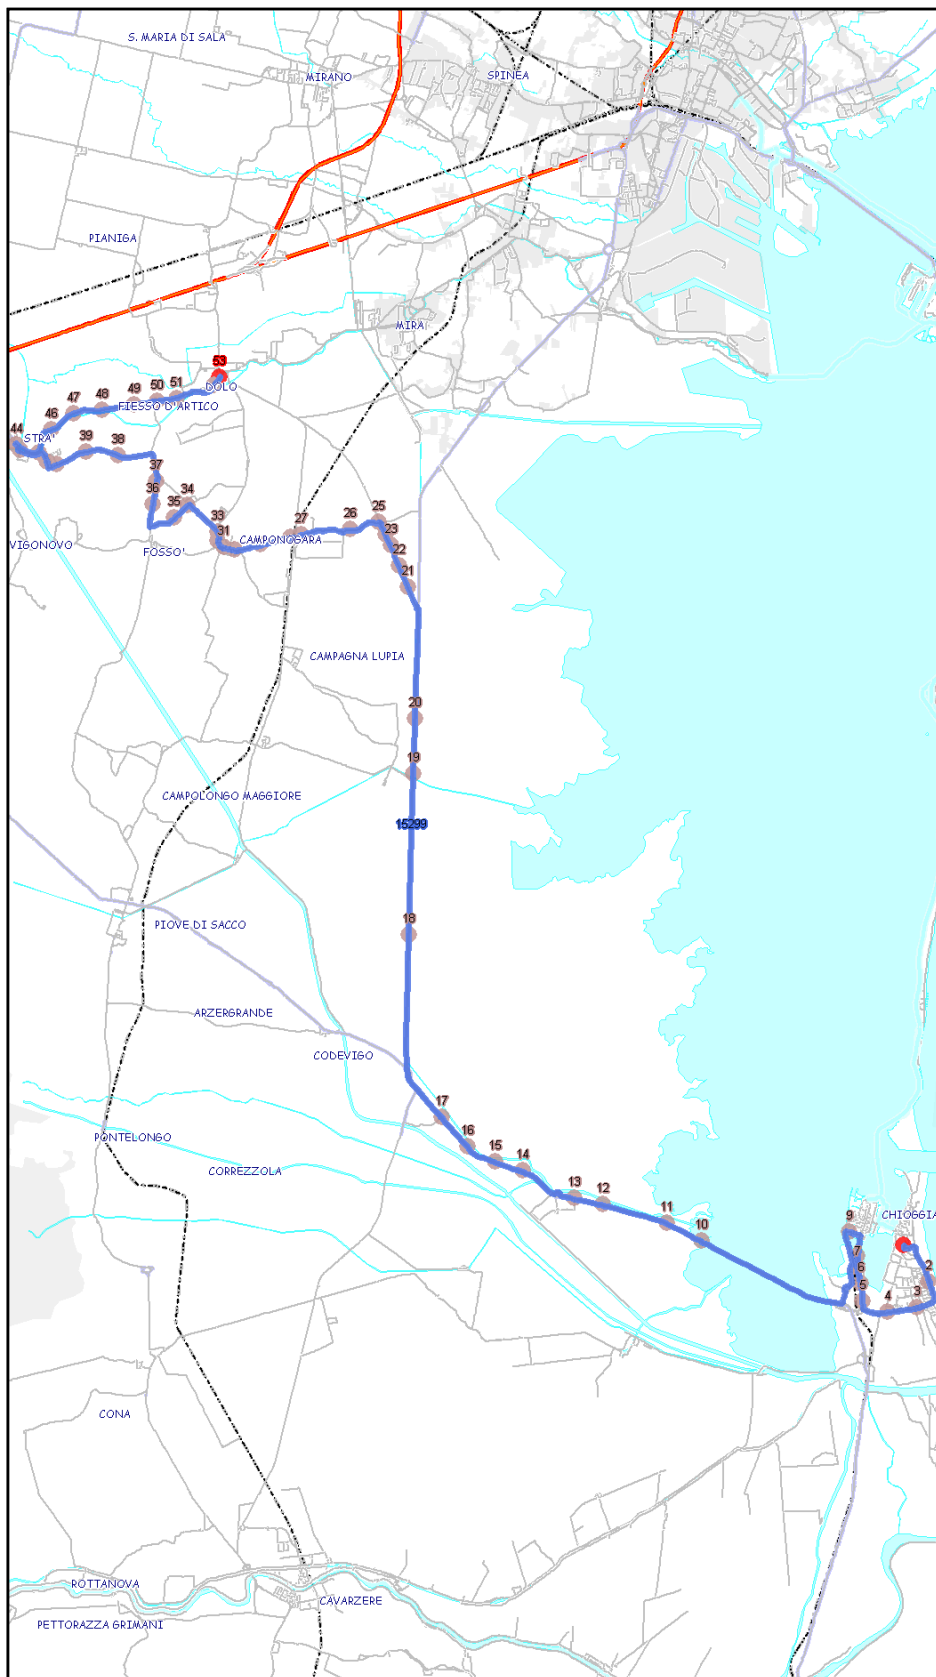 S. MARIA DI SALA
MIRANO
SPINEA
PIANIGA
MIRA
53
DOLO
51
50
49
48
47
46
FIESSO D'ARTICO
44
STRA'
39
38
37
36
35
34
33
31
27
26
25
23
22
21
CAMPONOGARA
VIGONOVO
FOSSO'
CAMPAGNA LUPIA
20
19
CAMPOLONGO MAGGIORE
15299
18
PIOVE DI SACCO
ARZERGRANDE
CODEVIGO
17
16
15
14
13
12
11
10
PONTELONGO
CORREZZOLA
9
CHIOGGIA
7
6
5
4
3
2
CONA
ROTTANOVA
CAVARZERE
PETTORAZZA GRIMANI